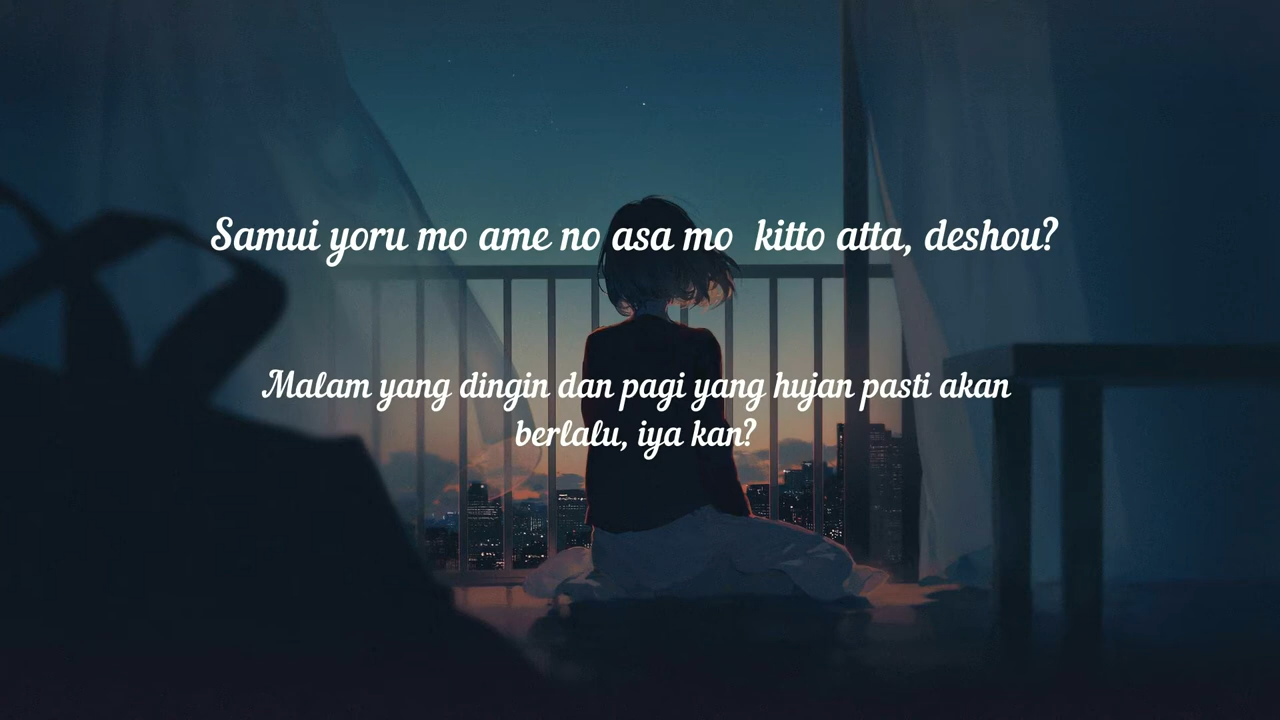 Samui yoru mo ame no asa mo kitto atta, deshou?
Malam yang dingin dan pagi yang hujan pasti akan
berlalu, iya kan?